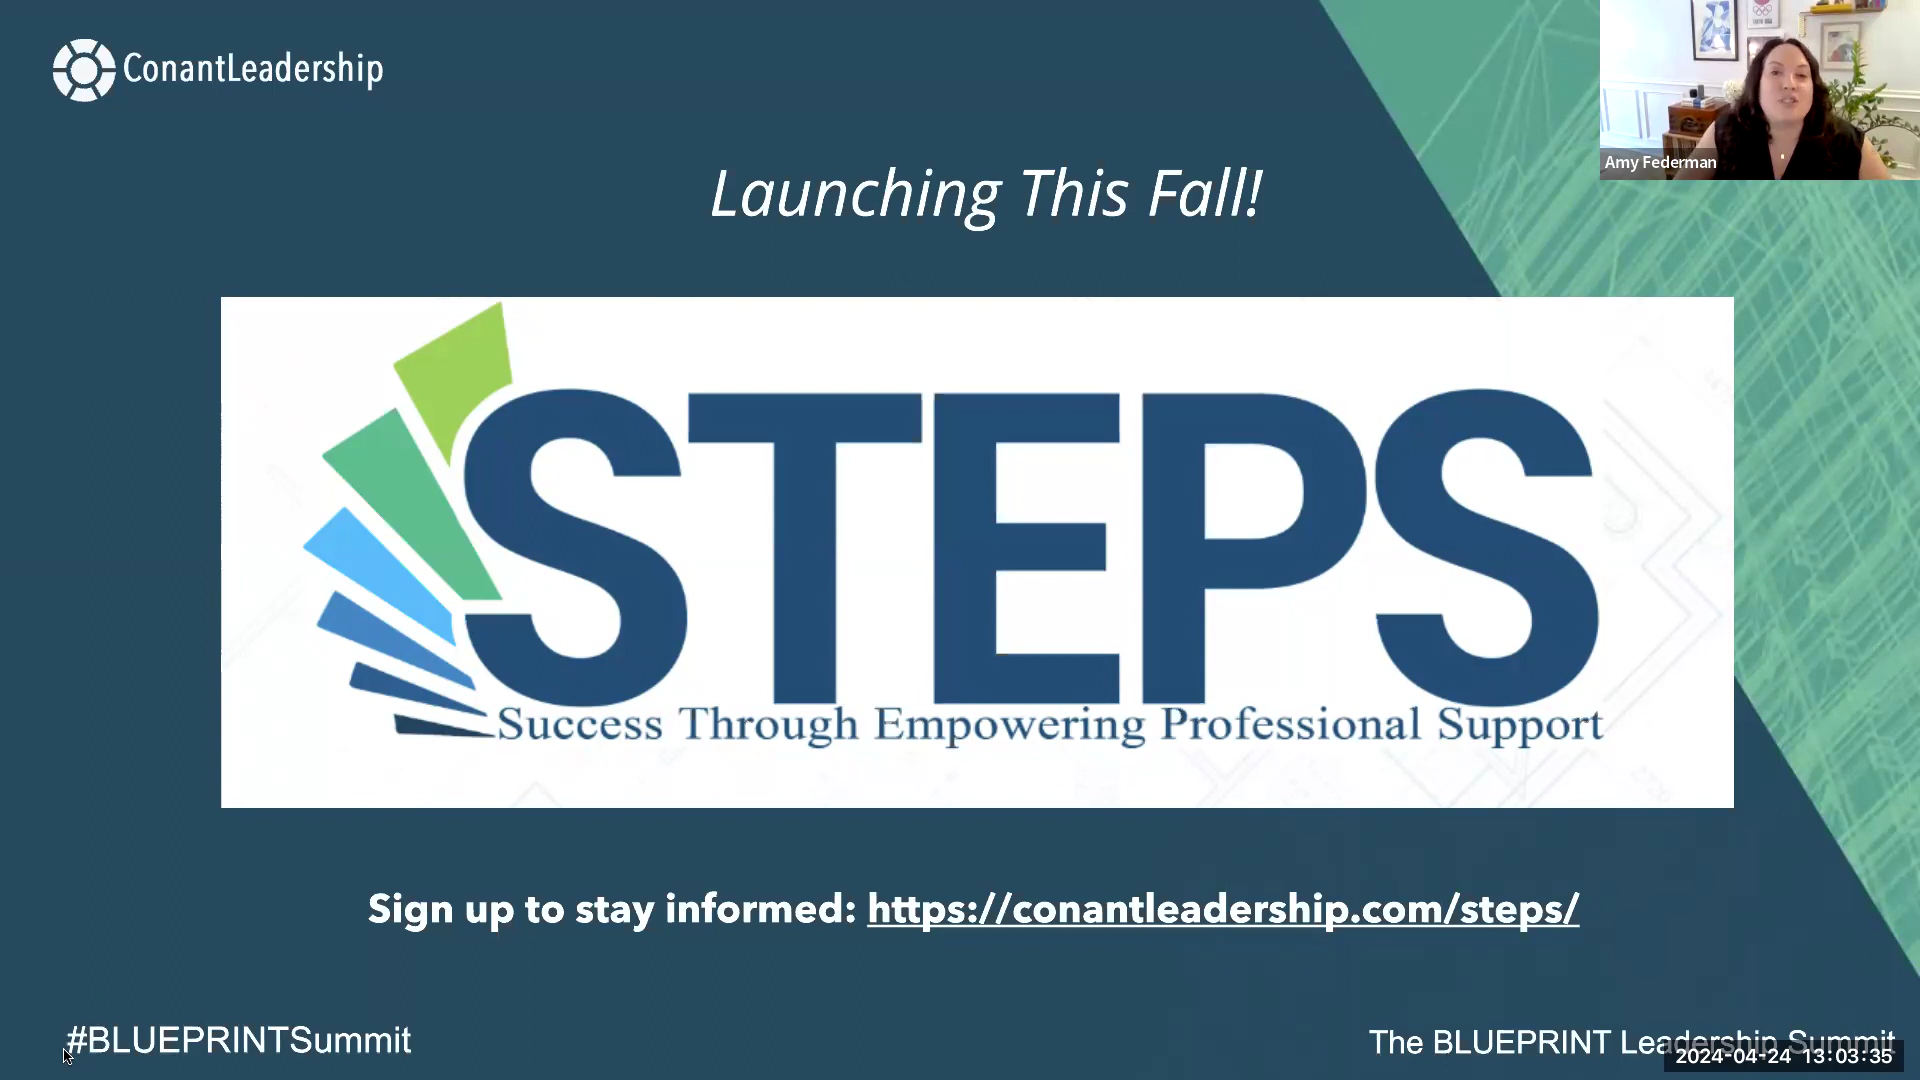 ConantLeadership
Amy Federman
Launching This Fall!
STEPS
Success Through Empowering Professional Support
Sign up to stay informed: https://conantleadership.com/steps/
#BLUEPRINTSummit
The BLUEPRINT Leadership Summit
2024-04-24 13:03:35